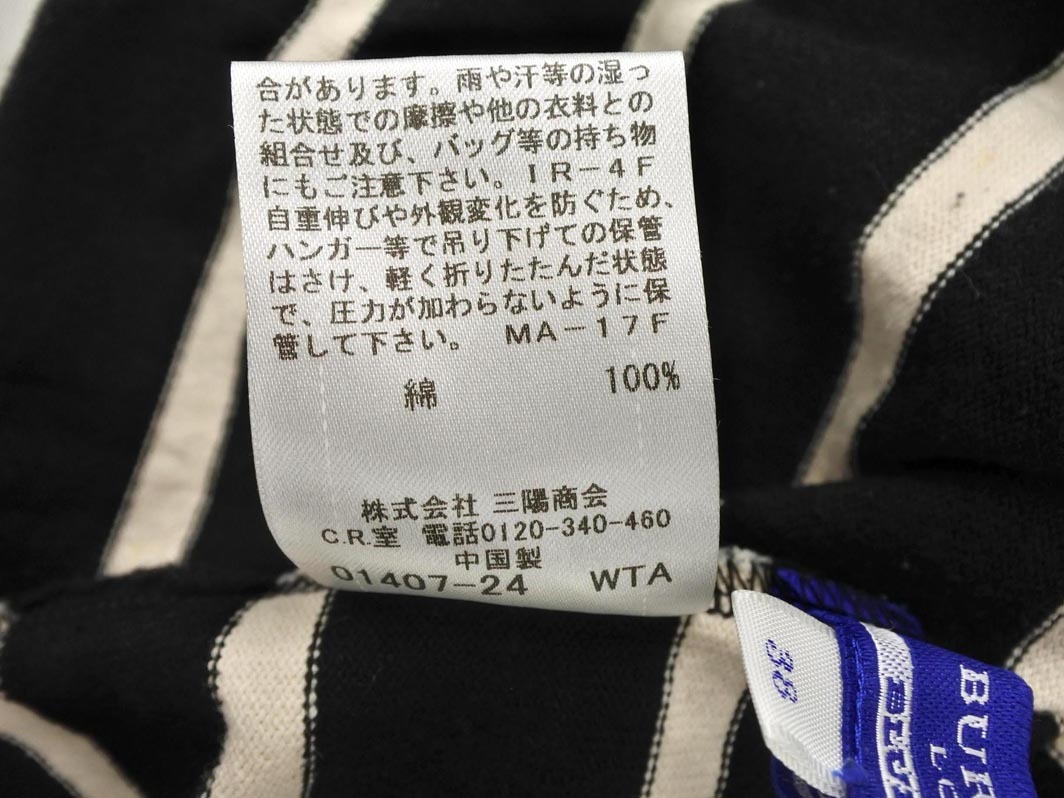 合があります。雨や汗等の湿っ
た状態での摩擦や他の衣料との
組合せ及び、バッグ等の持ち物
にもご注意下さい。IR-4F
自重伸びや外観変化を防ぐため、
ハンガー等で吊り下げての保管
はさけ、軽く折りたたんだ状態
で、圧力が加わらないように保
管して下さい。 MA-17F
綿 100%
株式会社 三陽商会
C.R.室 電話0120-340-460
中国製
01407-24 WTA
38